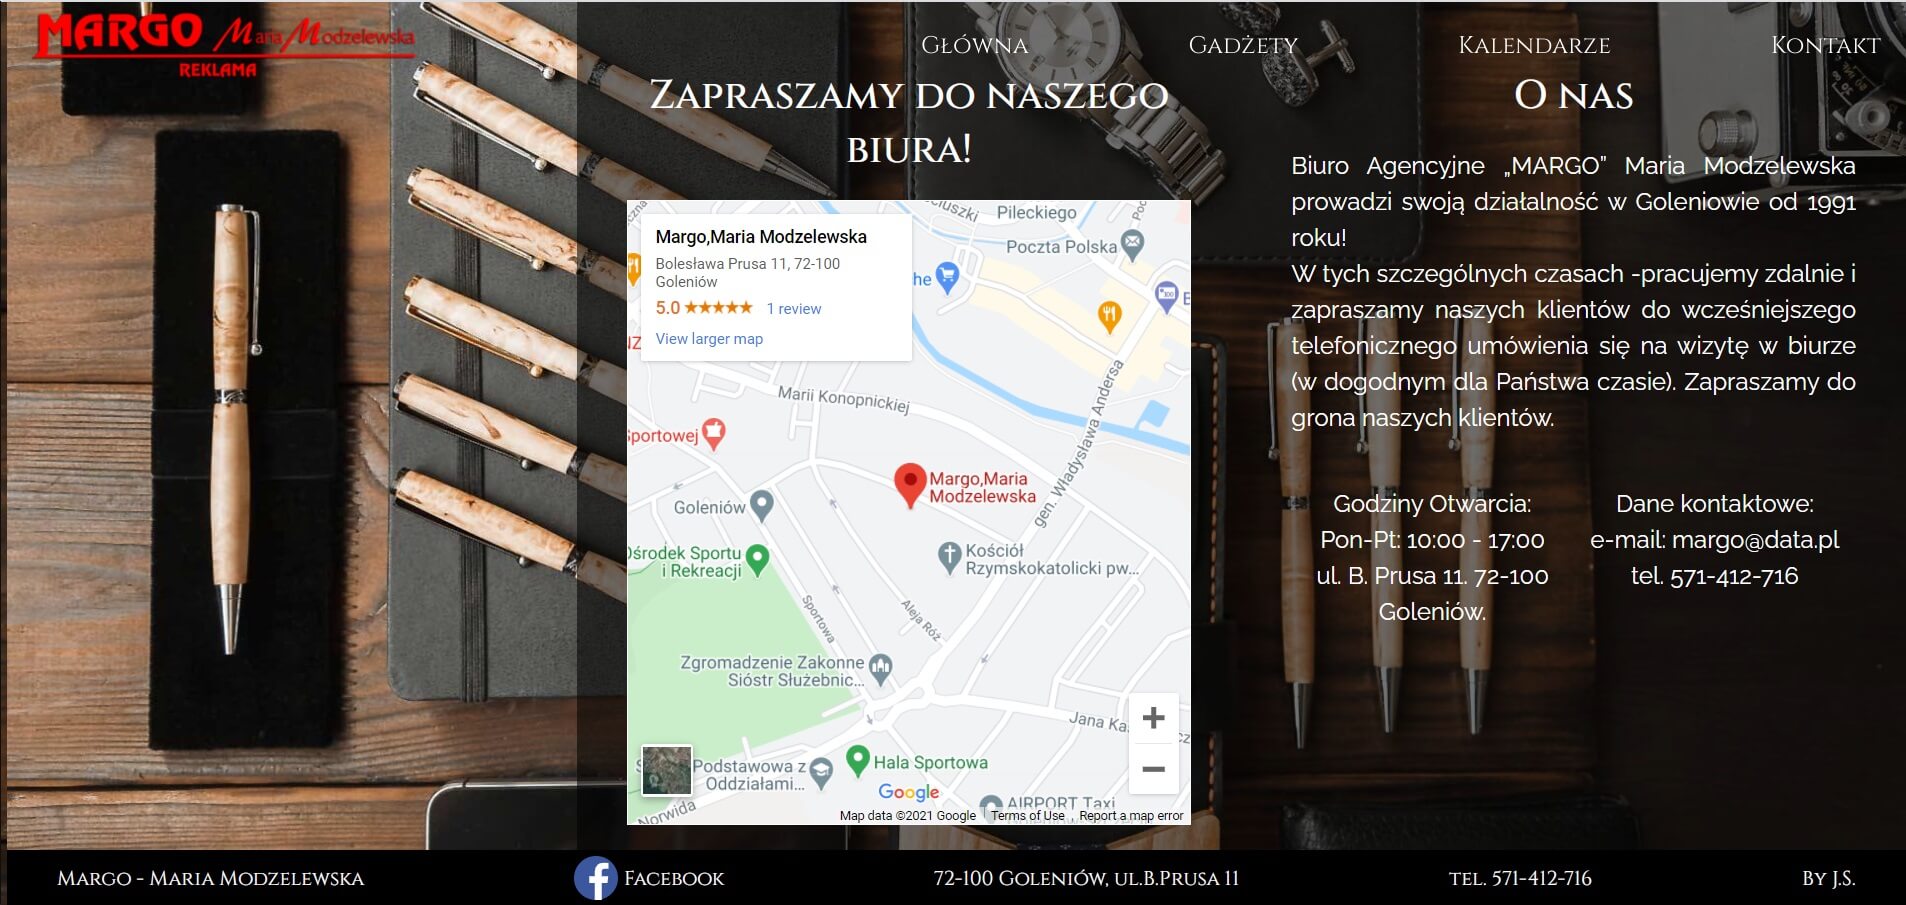 MARGO Maria Modzelewska
REKLAMA
Główna
Gadżety
Kalendarze
Kontakt
Zapraszamy do naszego
biura!
Margo,Maria Modzelewska
Bolesława Prusa 11, 72-100
Goleniów
5.0 ★★★★★ 1 review
View larger map
Pileckiego
Poczta Polska
Marii Konopnickiej
gen. Władysława Andersa
Margo,Maria
Modzelewska
Goleniów
Kościół
Rzymskokatolicki pw...
Ośrodek Sportu
i Rekreacji
Sportowa
Aleja Róż
Zgromadzenie Zakonne
Sióstr Służebnic...
Hala Sportowa
Podstawowa z
Oddziałami...
Norwida
AIRPORT Taxi
Google
Map data ©2021 Google
Terms of Use
Report a map error
O nas
Biuro Agencyjne „MARGO” Maria Modzelewska
prowadzi swoją działalność w Goleniowie od 1991
roku!
W tych szczególnych czasach -pracujemy zdalnie i
zapraszamy naszych klientów do wcześniejszego
telefonicznego umówienia się na wizytę w biurze
(w dogodnym dla Państwa czasie). Zapraszamy do
grona naszych klientów.
Godziny Otwarcia:
Pon-Pt: 10:00 - 17:00
ul. B. Prusa 11. 72-100
Goleniów.
Dane kontaktowe:
e-mail: margo@data.pl
tel. 571-412-716
Margo - Maria Modzelewska
Facebook
72-100 Goleniów, ul.B.Prusa 11
tel. 571-412-716
By J.S.